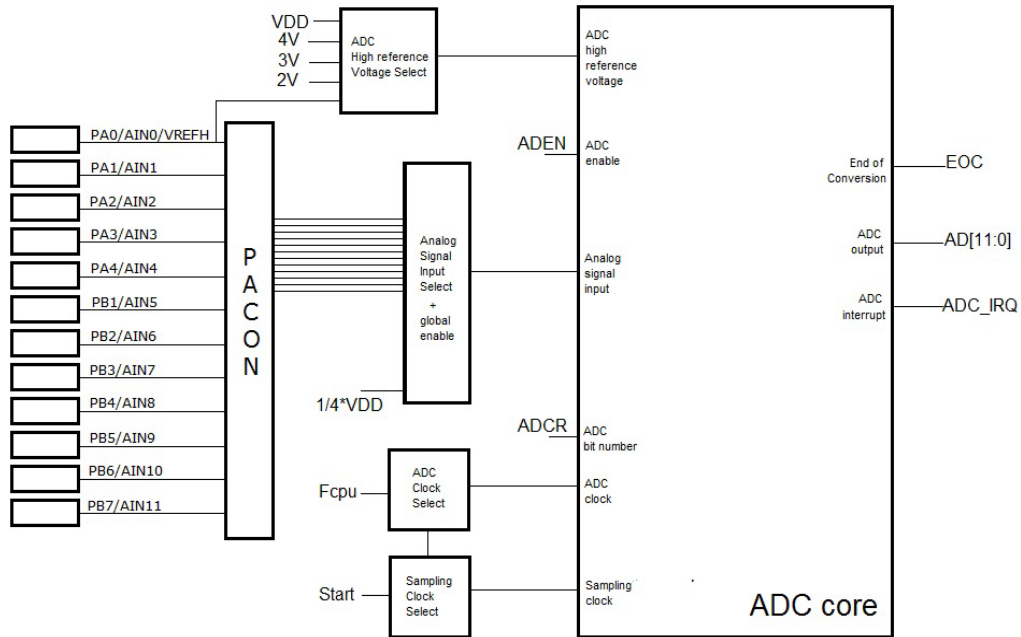 VDD
4V
3V
2V
ADC
High reference
Voltage Select
ADC
high
reference
voltage
PA0/AIN0/VREFH
PA1/AIN1
PA2/AIN2
PA3/AIN3
PA4/AIN4
PB1/AIN5
PB2/AIN6
PB3/AIN7
PB4/AIN8
PB5/AIN9
PB6/AIN10
PB7/AIN11
P
A
C
O
N
Analog
Signal
Input
Select
+
global
enable
1/4*VDD
ADEN
ADC
enable
Analog
signal
input
ADCR
ADC
bit number
Fcpu
ADC
Clock
Select
ADC
clock
Start
Sampling
Clock
Select
Sampling
clock
End of
Conversion
EOC
ADC
output
AD[11:0]
ADC
interrupt
ADC_IRQ
ADC core